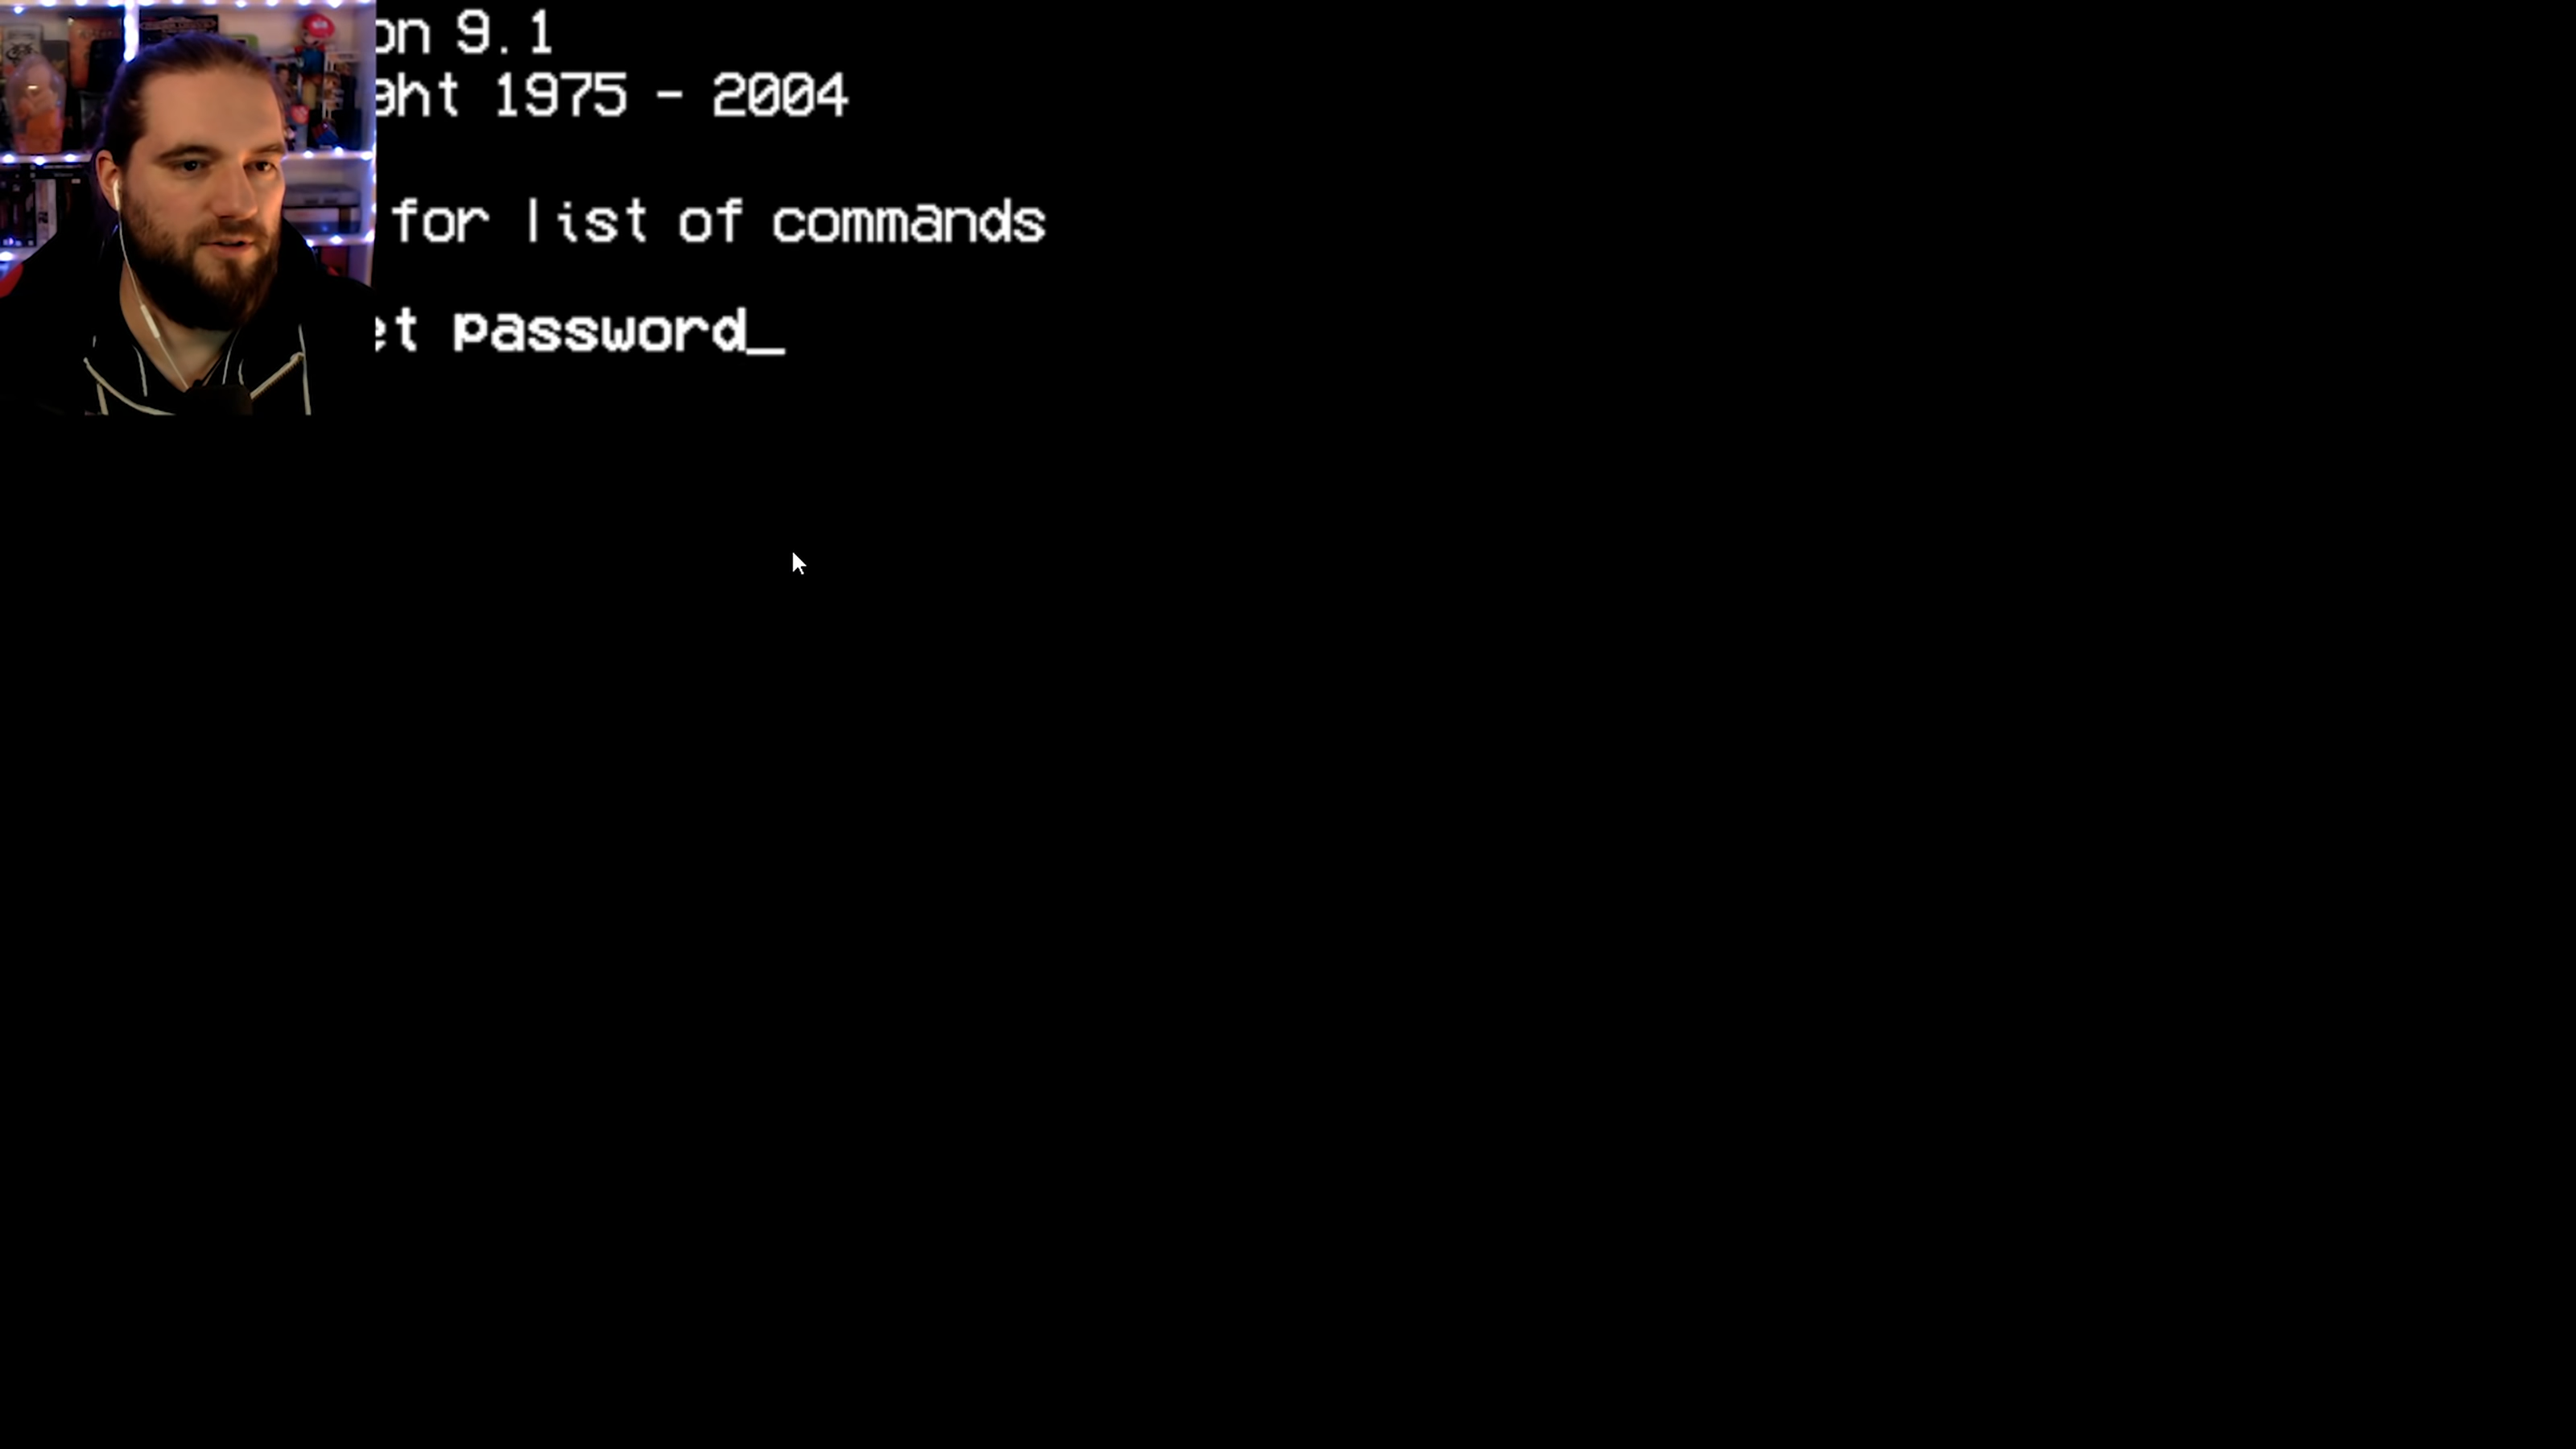 on 9.1
ght 1975 - 2004
for list of commands
et password_